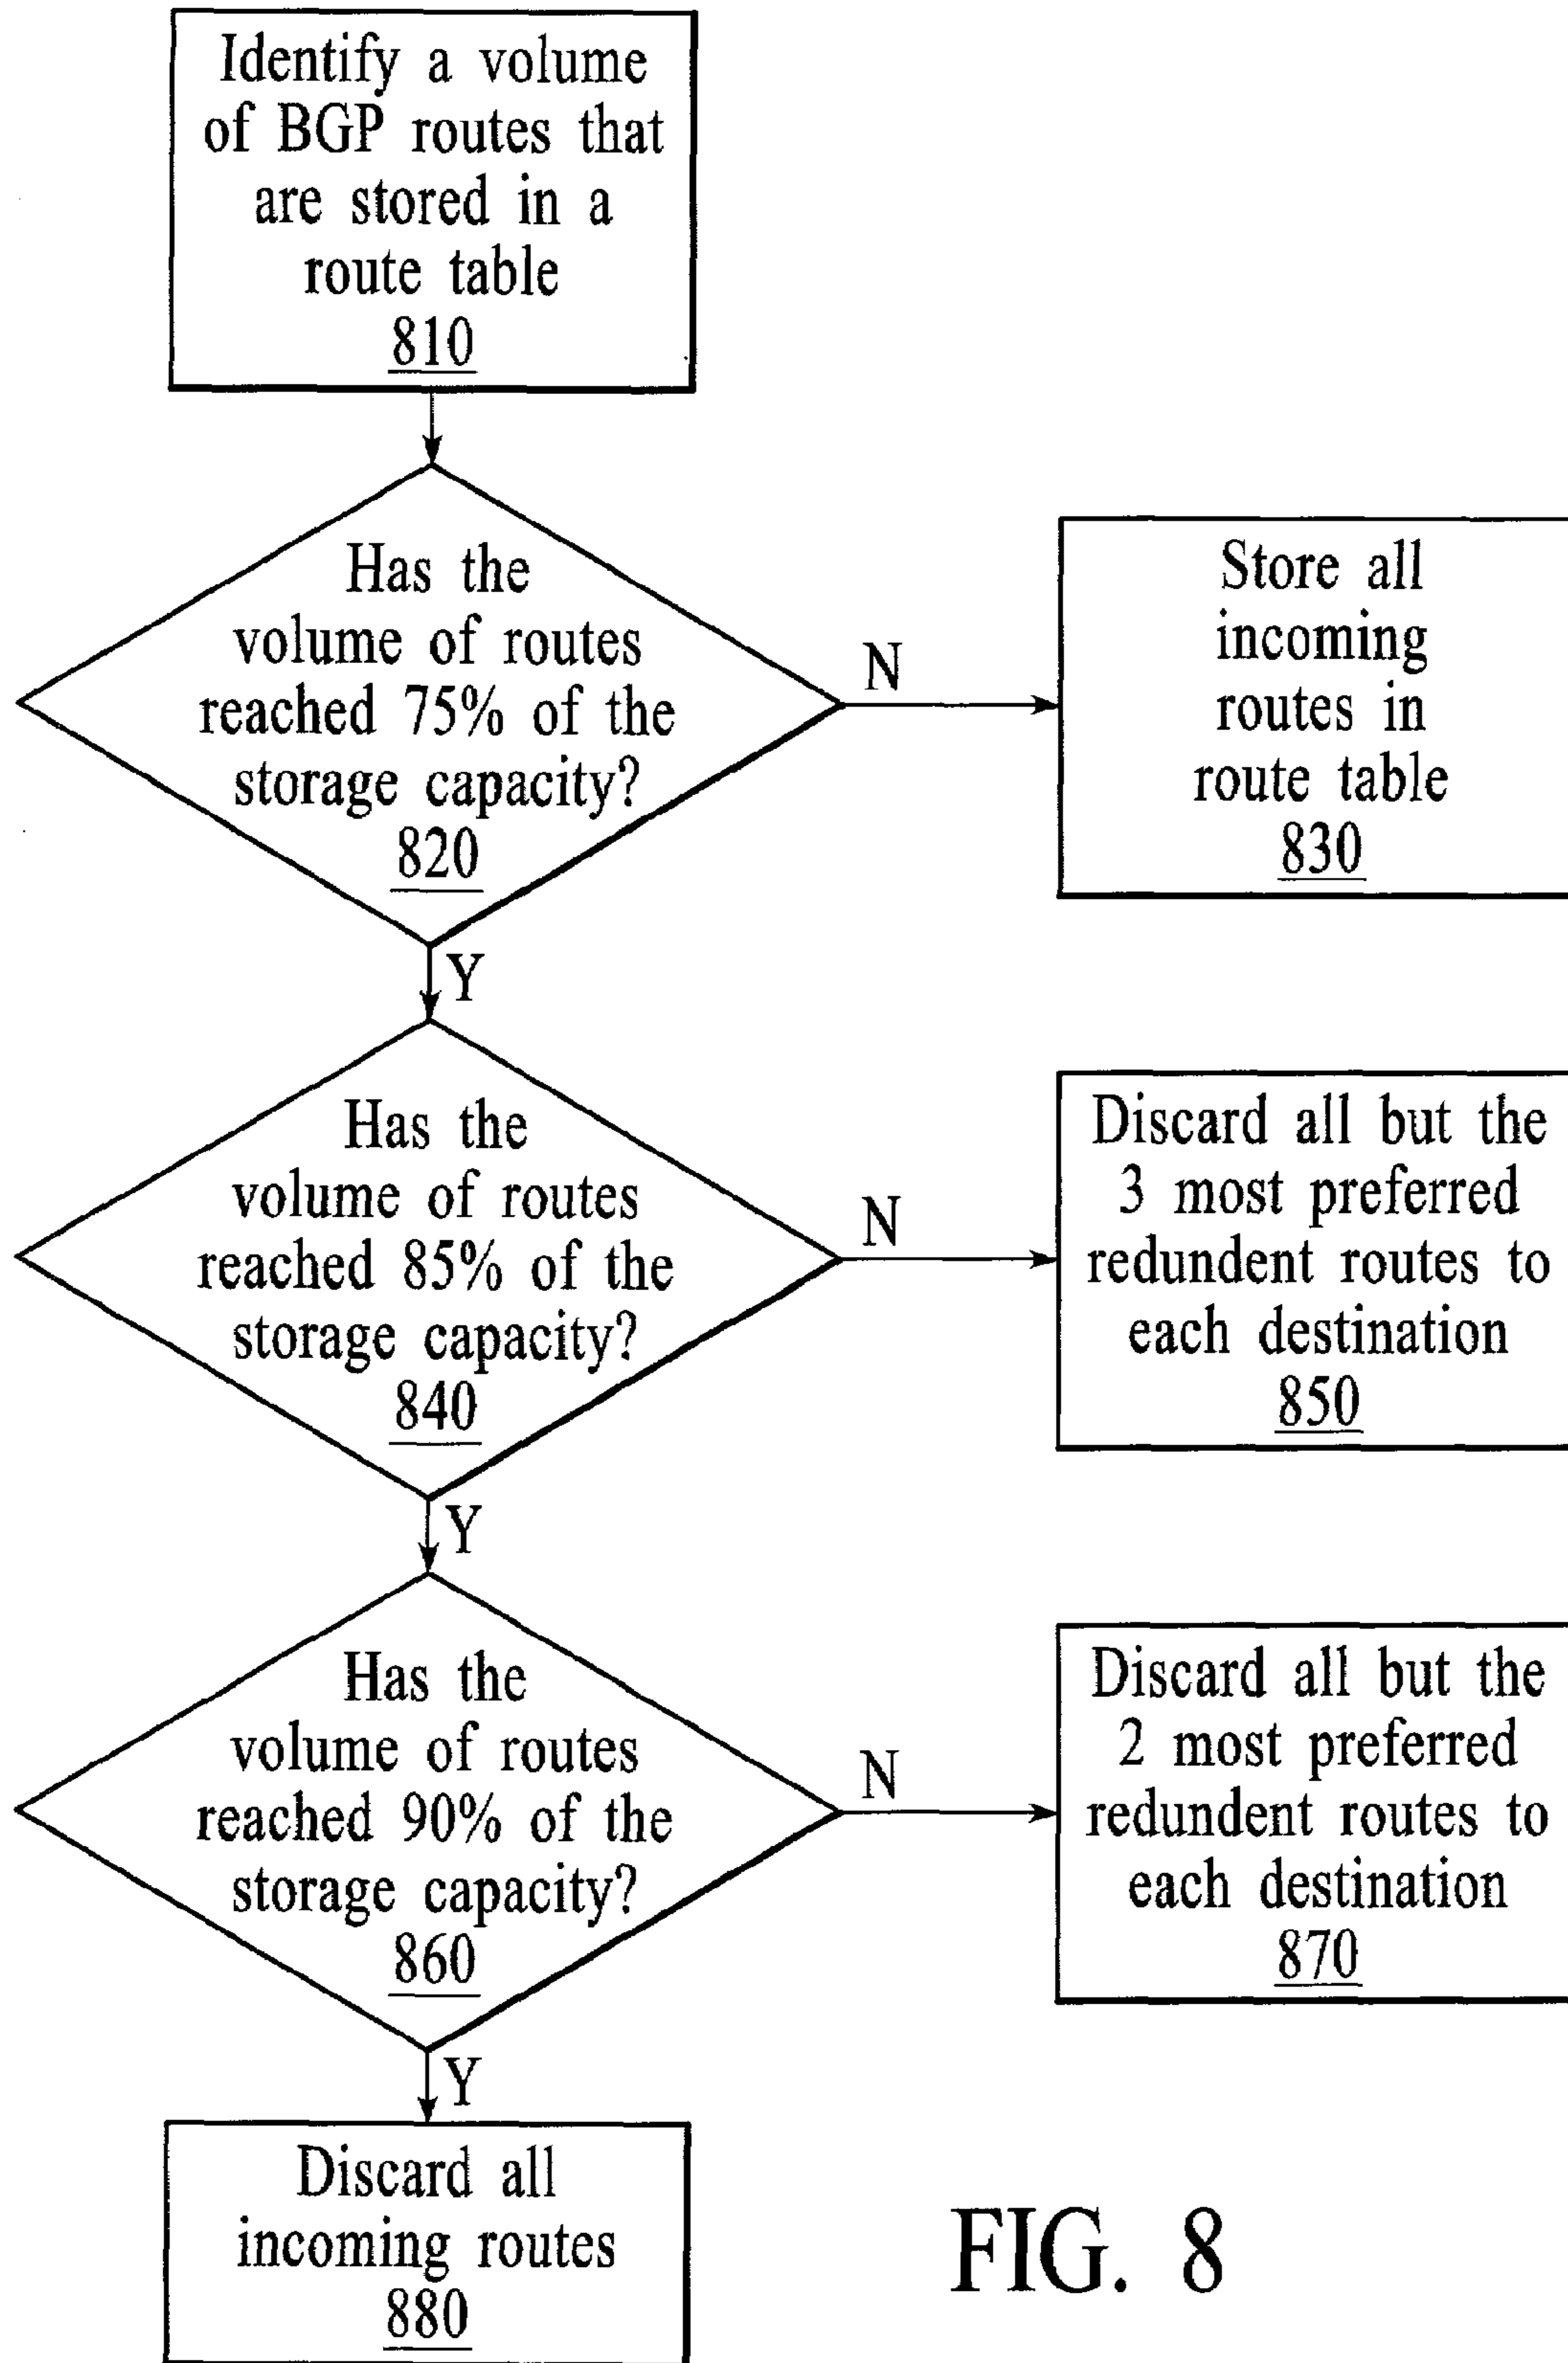 Identify a volume
of BGP routes that
are stored in a
route table
810
Has the
volume of routes
reached 75% of the
storage capacity?
820
N
Store all
incoming
routes in
route table
830
Y
Has the
volume of routes
reached 85% of the
storage capacity?
840
N
Discard all but the
3 most preferred
redundent routes to
each destination
850
Y
Has the
volume of routes
reached 90% of the
storage capacity?
860
N
Discard all but the
2 most preferred
redundent routes to
each destination
870
Y
Discard all
incoming routes
880
FIG. 8